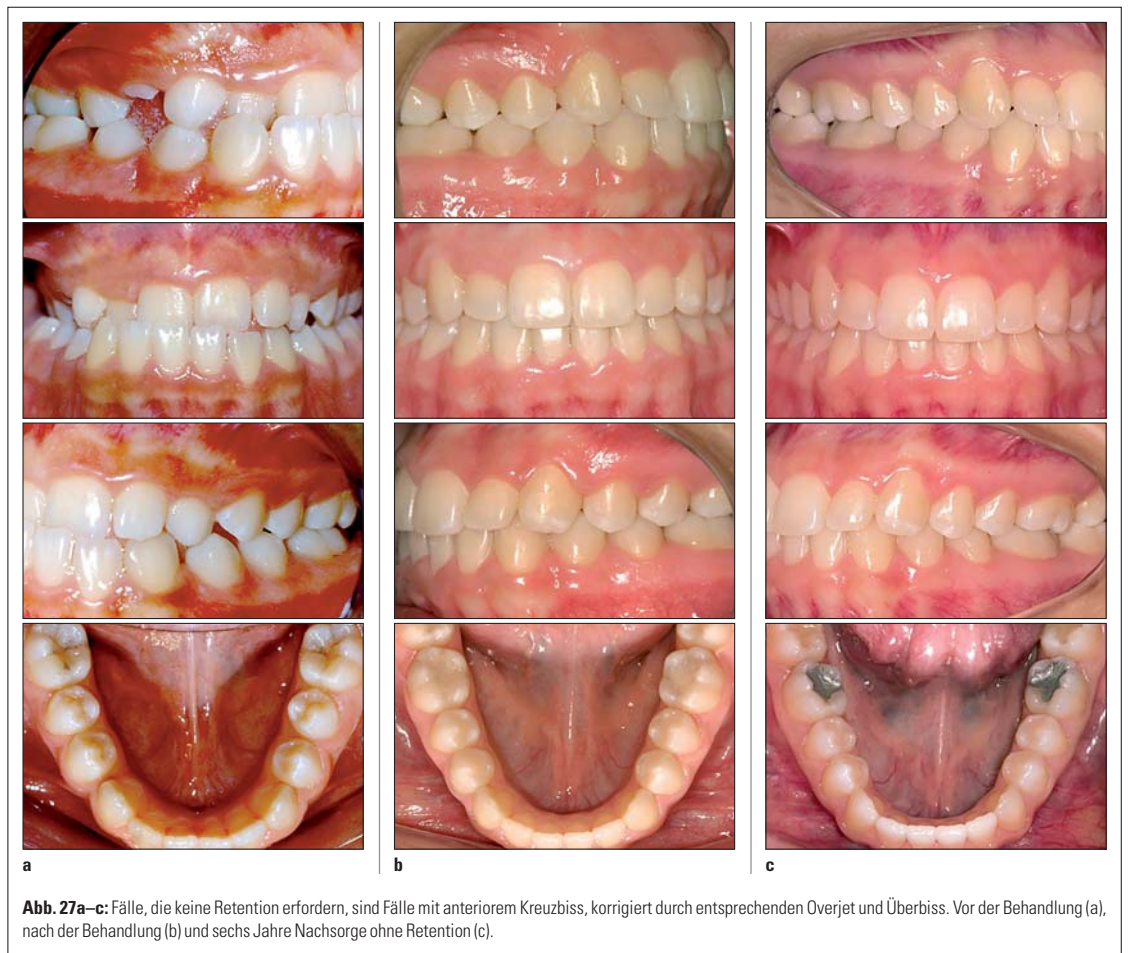 a
b
c
Abb. 27a–c: Fälle, die keine Retention erfordern, sind Fälle mit anteriorem Kreuzbiss, korrigiert durch entsprechenden Overjet und Überbiss. Vor der Behandlung (a),
nach der Behandlung (b) und sechs Jahre Nachsorge ohne Retention (c).